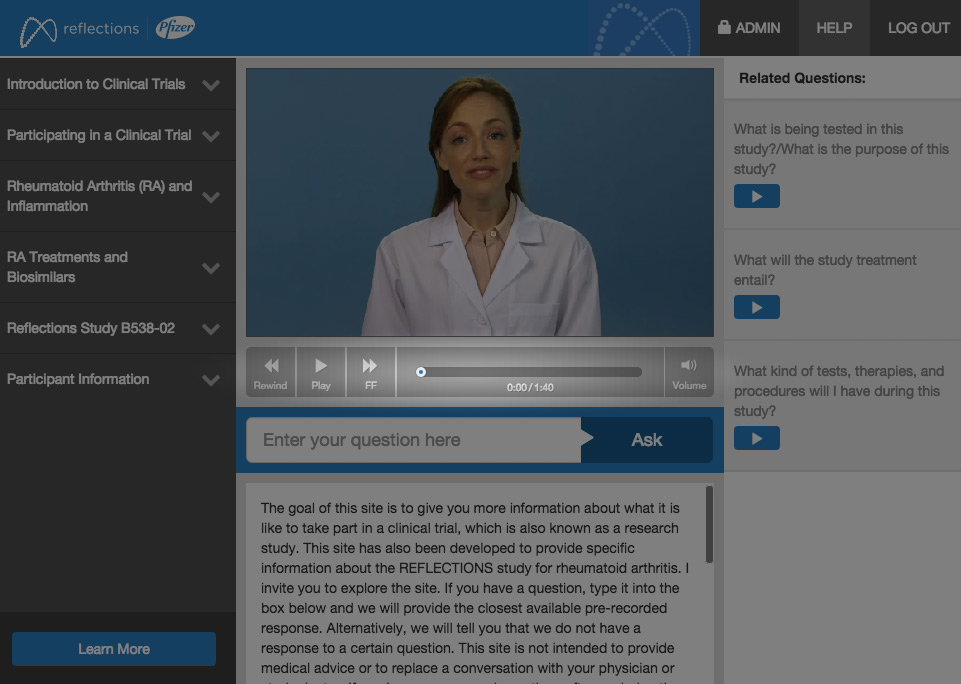 reflections
Pfizer
ADMIN
HELP
LOG OUT
Introduction to Clinical Trials
Participating in a Clinical Trial
Rheumatoid Arthritis (RA) and
Inflammation
RA Treatments and
Biosimilars
Reflections Study B538-02
Participant Information
Learn More
Rewind
Play
FF
0:00 / 1:40
Volume
Enter your question here
Ask
The goal of this site is to give you more information about what it is
like to take part in a clinical trial, which is also known as a research
study. This site has also been developed to provide specific
information about the REFLECTIONS study for rheumatoid arthritis. I
invite you to explore the site. If you have a question, type it into the
box below and we will provide the closest available pre-recorded
response. Alternatively, we will tell you that we do not have a
response to a certain question. This site is not intended to provide
medical advice or to replace a conversation with your physician or
Related Questions:
What is being tested in this
study?/What is the purpose of this
study?
What will the study treatment
entail?
What kind of tests, therapies, and
procedures will I have during this
study?